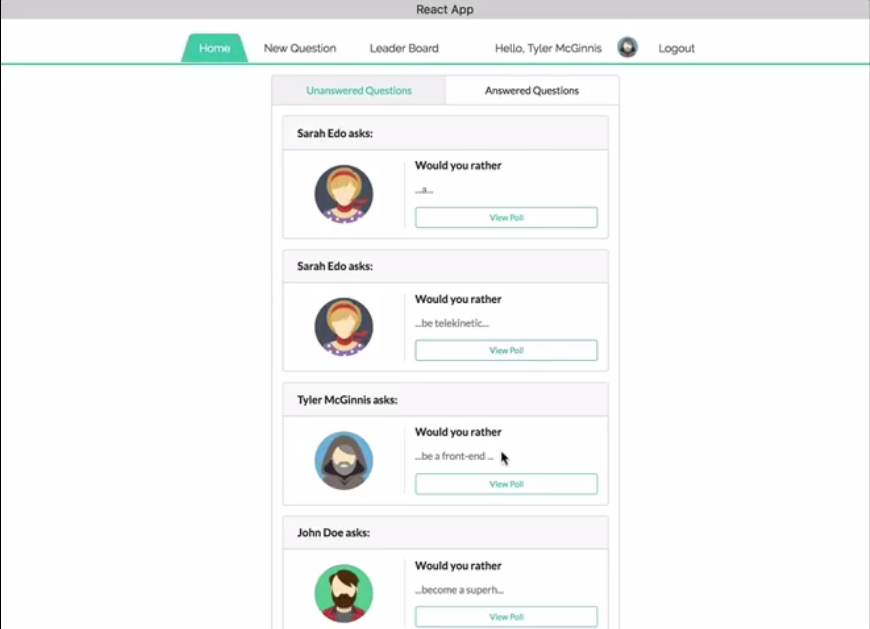 React App
Home New Question Leader Board Hello, Tyler McGinnis Logout
Unanswered Questions Answered Questions
Sarah Edo asks:
Would you rather
...a...
View Poll
Sarah Edo asks:
Would you rather
...be telekinetic...
View Poll
Tyler McGinnis asks:
Would you rather
...be a front-end ...
View Poll
John Doe asks:
Would you rather
...become a superh...
View Poll